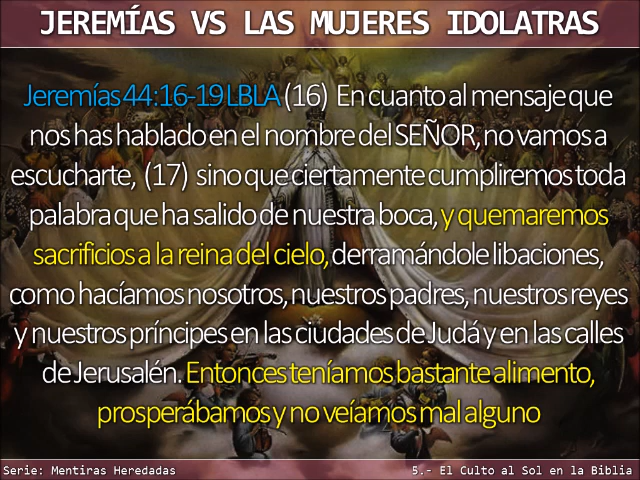 JEREMÍAS VS LAS MUJERES IDOLATRAS
Jeremías 44:16-19 LBLA (16) En cuanto al mensaje que
nos has hablado en el nombre del SEÑOR, no vamos a
escucharte, (17) sino que ciertamente cumpliremos toda
palabra que ha salido de nuestra boca, y quemaremos
sacrificios a la reina del cielo, derramándole libaciones,
como hacíamos nosotros, nuestros padres, nuestros reyes
y nuestros príncipes en las ciudades de Judá y en las calles
de Jerusalén. Entonces teníamos bastante alimento,
prosperábamos y no veíamos mal alguno
Serie: Mentiras Heredadas
5.- El Culto al Sol en la Biblia